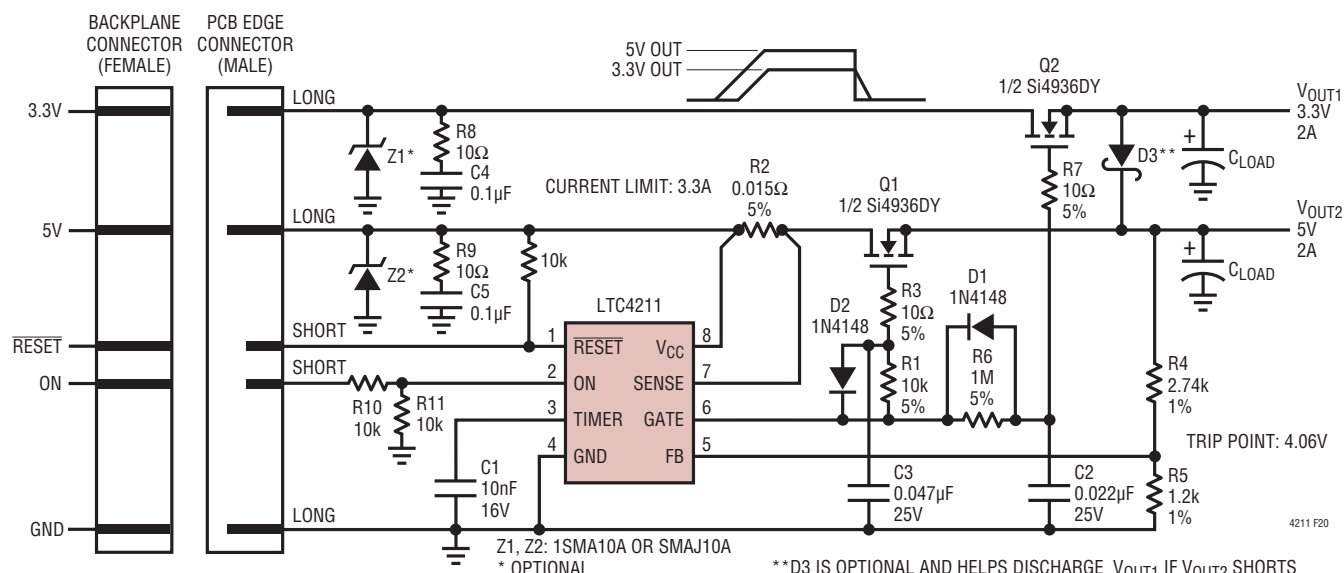 BACKPLANE
CONNECTOR
(FEMALE)
PCB EDGE
CONNECTOR
(MALE)
5V OUT
3.3V OUT
Q2
1/2 Si4936DY
LONG
3.3V
VOUT1
3.3V
2A
Z1*
R8
10Ω
C4
0.1µF
CURRENT LIMIT: 3.3A
R2
0.015Ω
5%
Q1
1/2 Si4936DY
R7
10Ω
5%
D3**
+
CLOAD
LONG
5V
VOUT2
5V
2A
Z2*
R9
10Ω
C5
0.1µF
10k
LTC4211
D2
1N4148
R3
10Ω
5%
D1
1N4148
+
CLOAD
SHORT
RESET
1
RESET
VCC
8
SHORT
ON
R10
10k
R11
10k
2
ON
SENSE
7
R1
10k
5%
R6
1M
5%
R4
2.74k
1%
3
TIMER
GATE
6
4
GND
FB
5
TRIP POINT: 4.06V
C1
10nF
16V
C3
0.047µF
25V
C2
0.022µF
25V
R5
1.2k
1%
LONG
GND
4211 F20
Z1, Z2: 1SMA10A OR SMAJ10A
* OPTIONAL
**D3 IS OPTIONAL AND HELPS DISCHARGE VOUT1 IF VOUT2 SHORTS